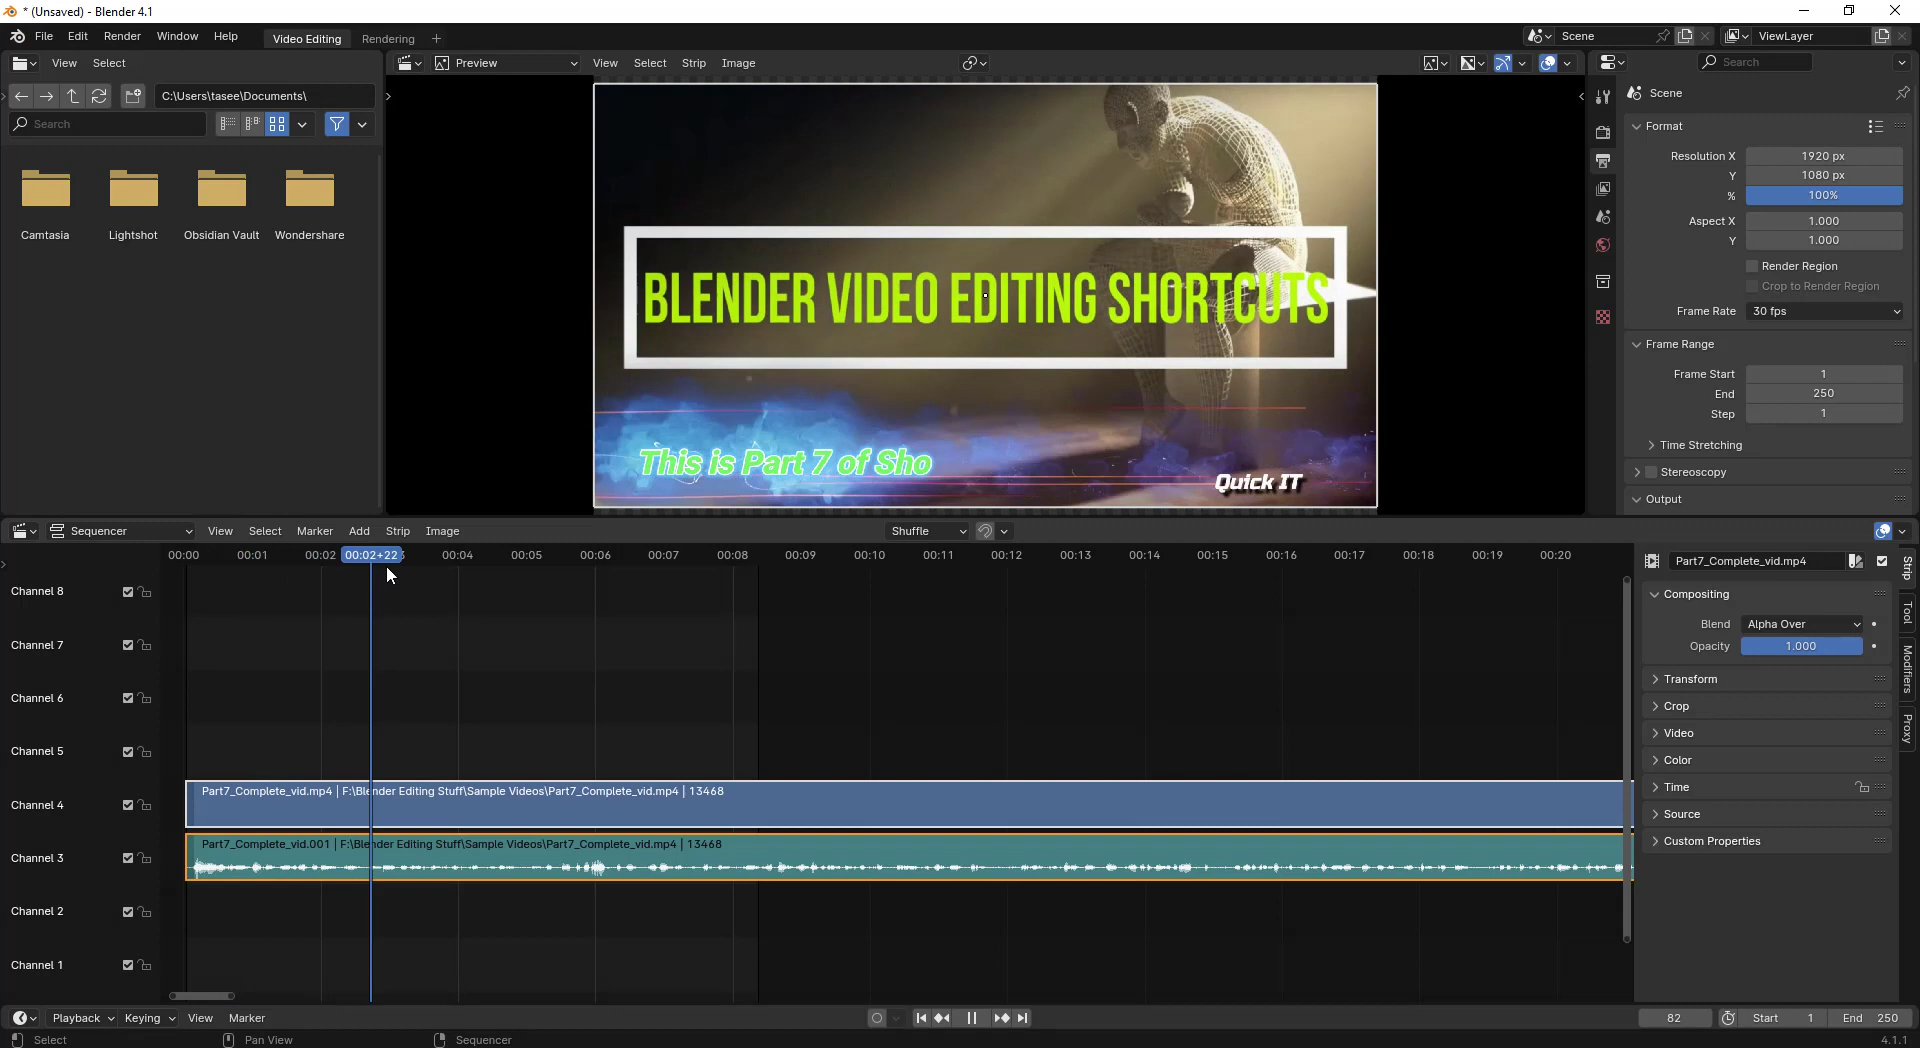 * (Unsaved) - Blender 4.1
File Edit Render Window Help Video Editing Rendering + Scene ViewLayer
View Select
Preview View Select Strip Image
Search
C:\Users\tasee\Documents\
Search
Camtasia Lightshot Obsidian Vault Wondershare
BLENDER VIDEO EDITING SHORTCUTS
This is Part 7 of Sho
Quick IT
Scene
Format
Resolution X 1920 px
Y 1080 px
% 100%
Aspect X 1.000
Y 1.000
Render Region
Crop to Render Region
Frame Rate 30 fps
Frame Range
Frame Start 1
End 250
Step 1
Time Stretching
Stereoscopy
Output
Sequencer View Select Marker Add Strip Image Shuffle
00:00 00:01 00:02 00:02+22 00:04 00:05 00:06 00:07 00:08 00:09 00:10 00:11 00:12 00:13 00:14 00:15 00:16 00:17 00:18 00:19 00:20
Channel 8
Channel 7
Channel 6
Channel 5
Channel 4
Part7_Complete_vid.mp4 | F:\Blender Editing Stuff\Sample Videos\Part7_Complete_vid.mp4 | 13468
Channel 3
Part7_Complete_vid.001 | F:\Blender Editing Stuff\Sample Videos\Part7_Complete_vid.mp4 | 13468
Channel 2
Channel 1
Part7_Complete_vid.mp4
Compositing
Blend Alpha Over
Opacity 1.000
Transform
Crop
Video
Color
Time
Source
Custom Properties
Strip
Tool
Modifiers
Proxy
Playback Keying View Marker 82 Start 1 End 250
Select Pan View Sequencer 4.1.1